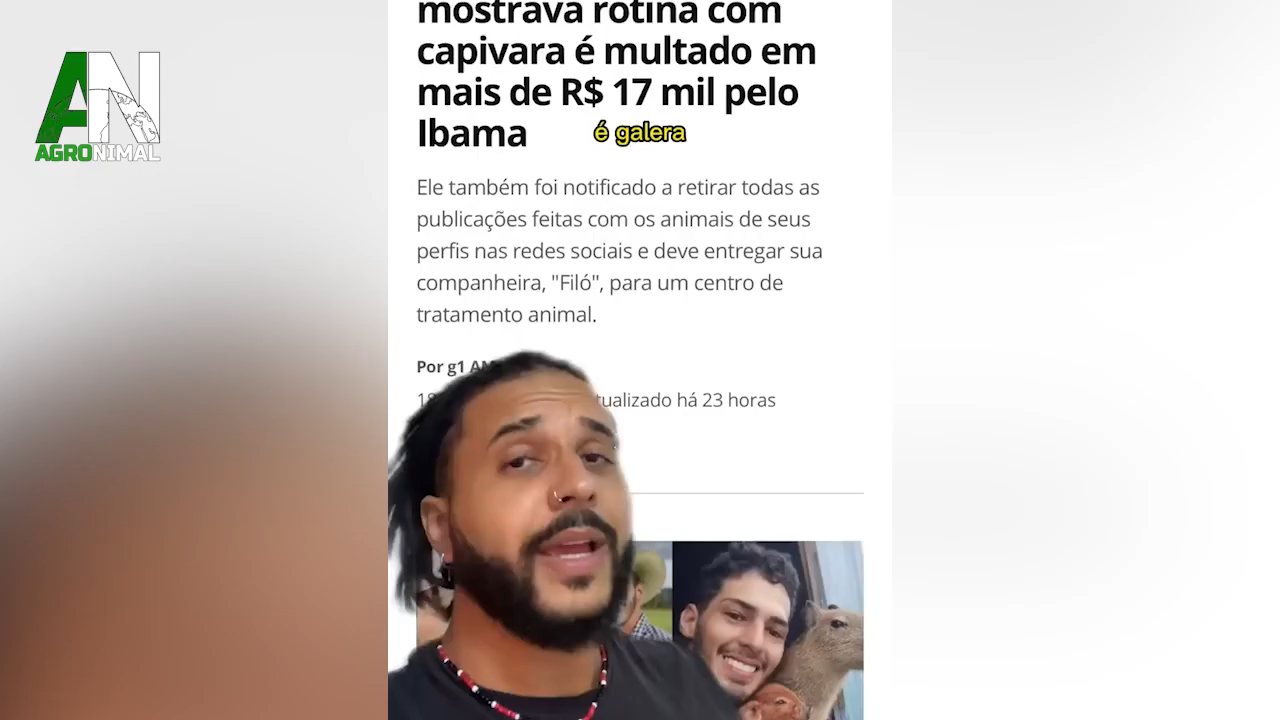 AN
AGRONIMAL
mostrava rotina com
capivara é multado em
mais de R$ 17 mil pelo
Ibama
é galera
Ele também foi notificado a retirar todas as
publicações feitas com os animais de seus
perfis nas redes sociais e deve entregar sua
companheira, "Filó", para um centro de
tratamento animal.
Por g1 AM
há 23 horas